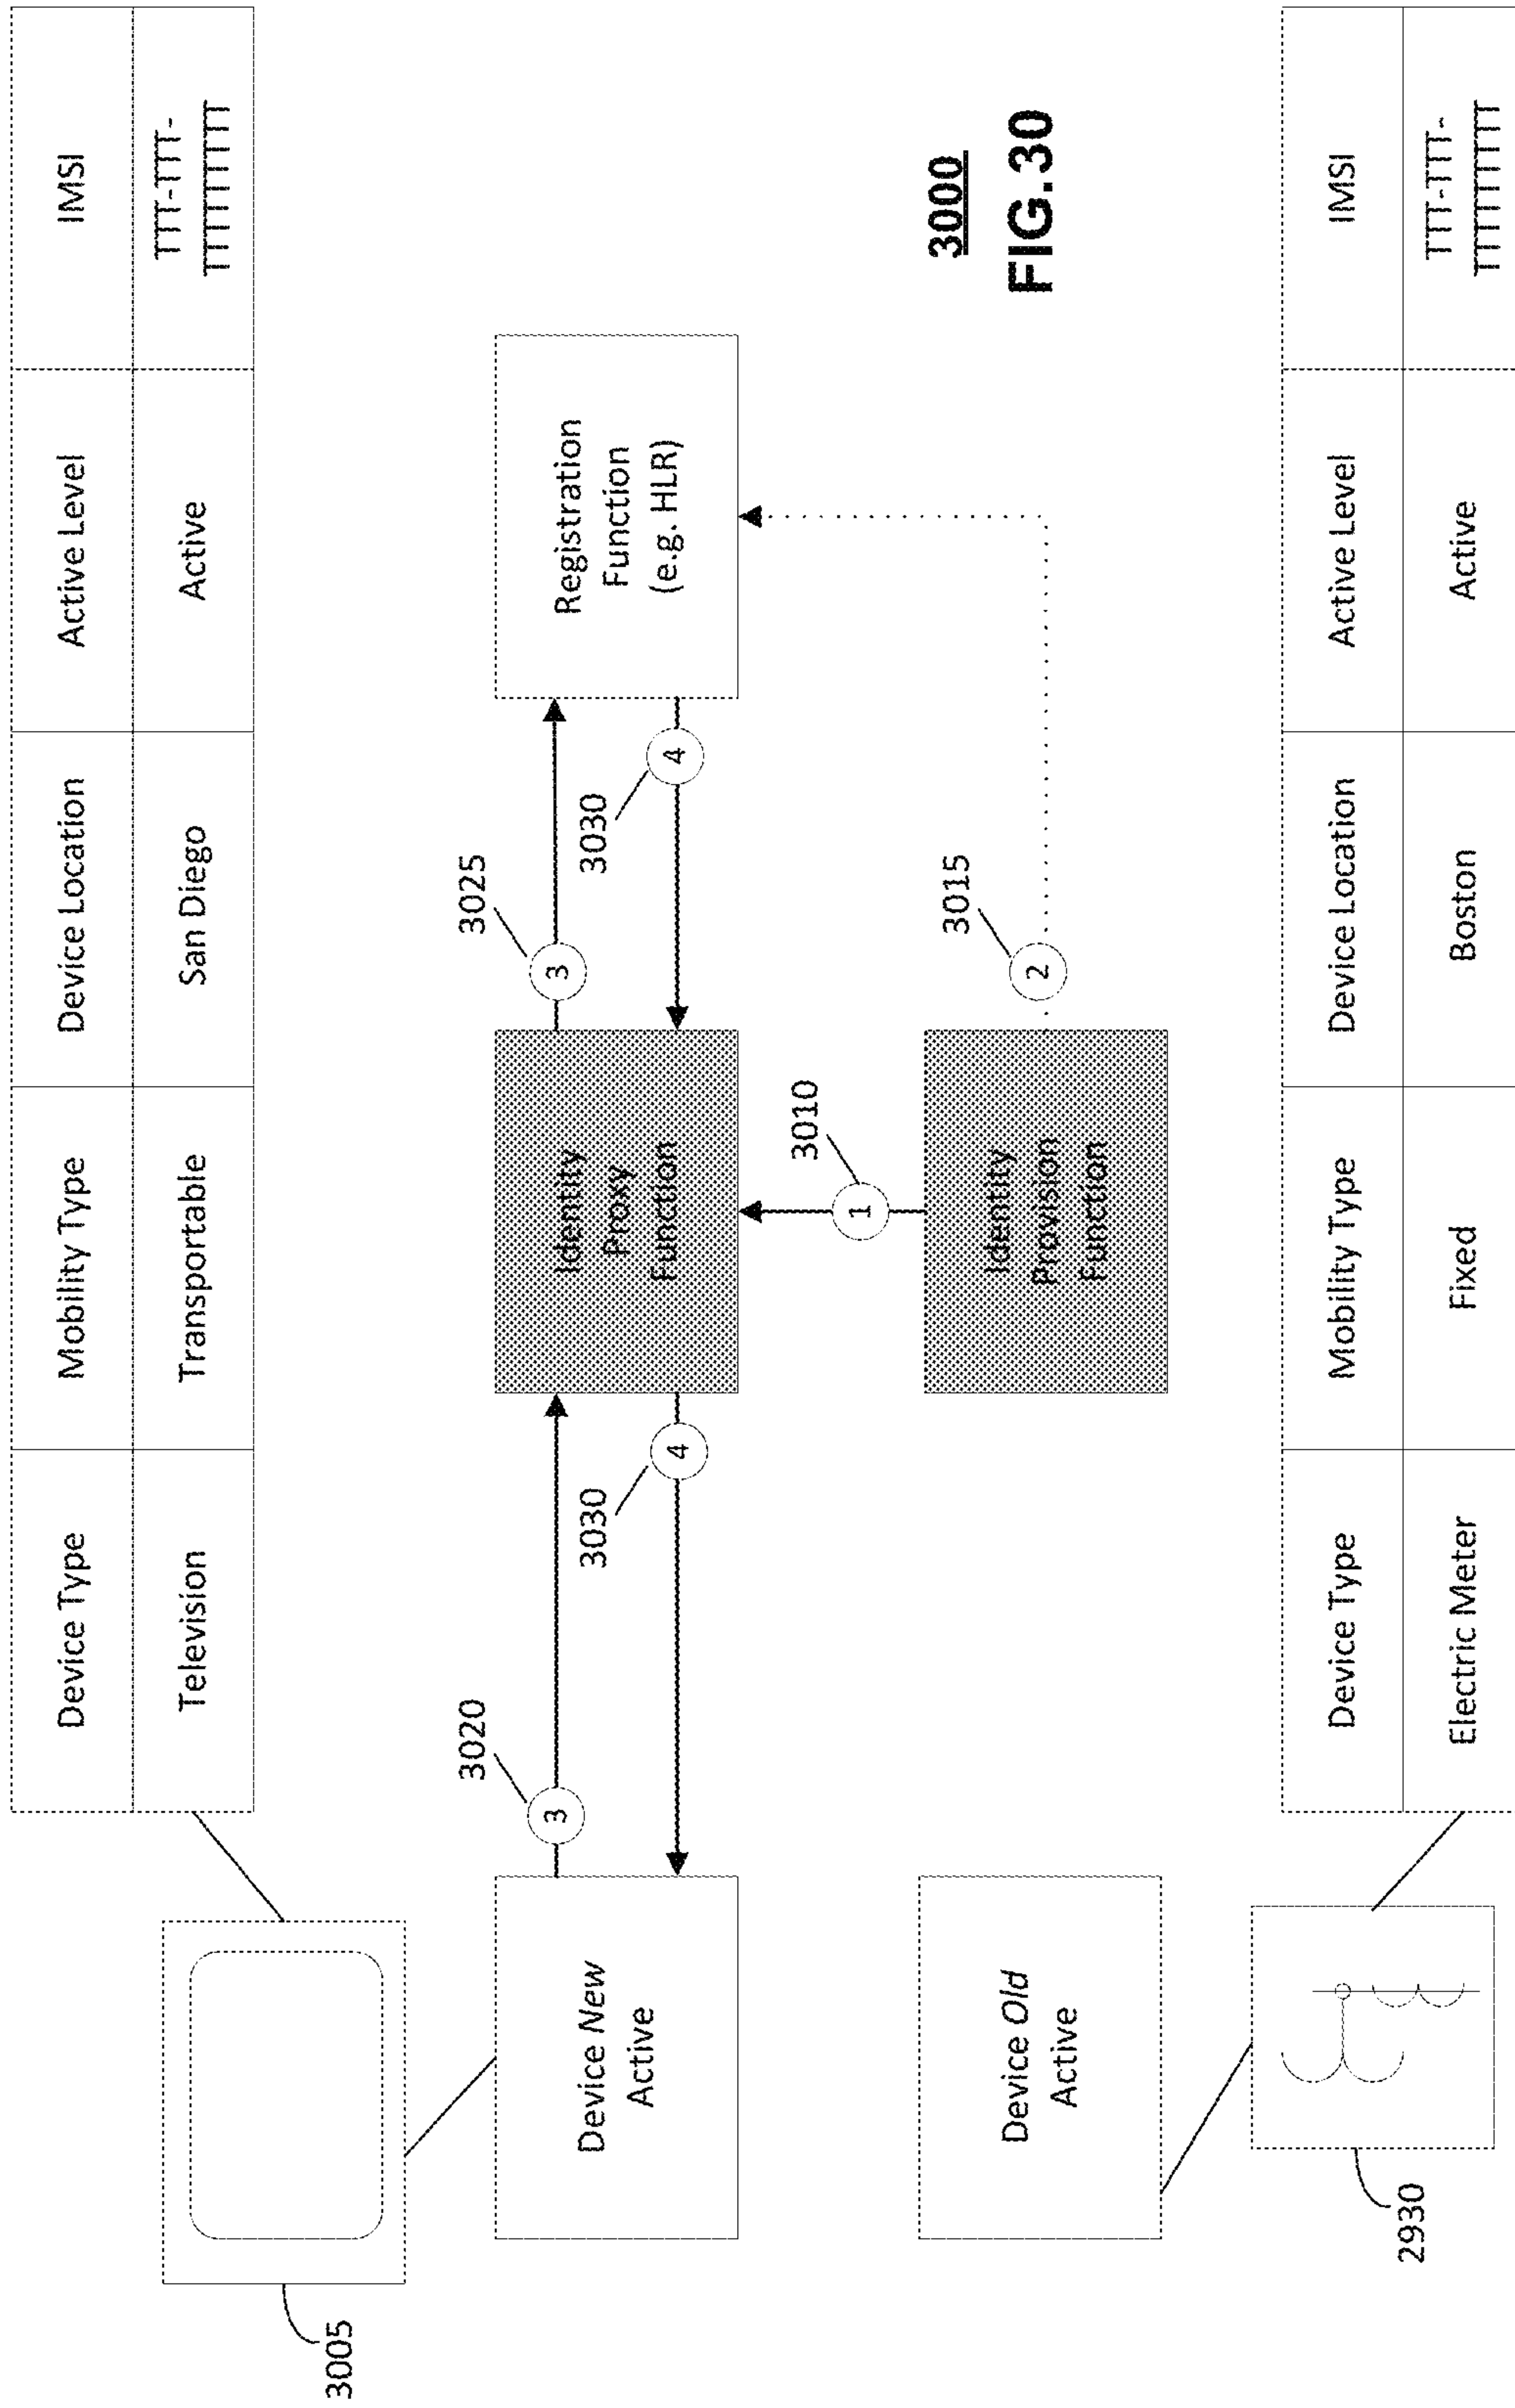 Device Type
Mobility Type
Device Location
Active Level
IMSI
Television
Transportable
San Diego
Active
TTT-TTT-
TTTTTTTTT
3005
Device New
Active
3020
3
3030
4
Identity
Proxy
Function
3025
3
3030
4
Registration
Function
(e.g. HLR)
3010
1
Identity
Provision
Function
3015
2
Device Old
Active
2930
3000
FIG.30
Device Type
Mobility Type
Device Location
Active Level
IMSI
Electric Meter
Fixed
Boston
Active
TTT-TTT-
TTTTTTTTT